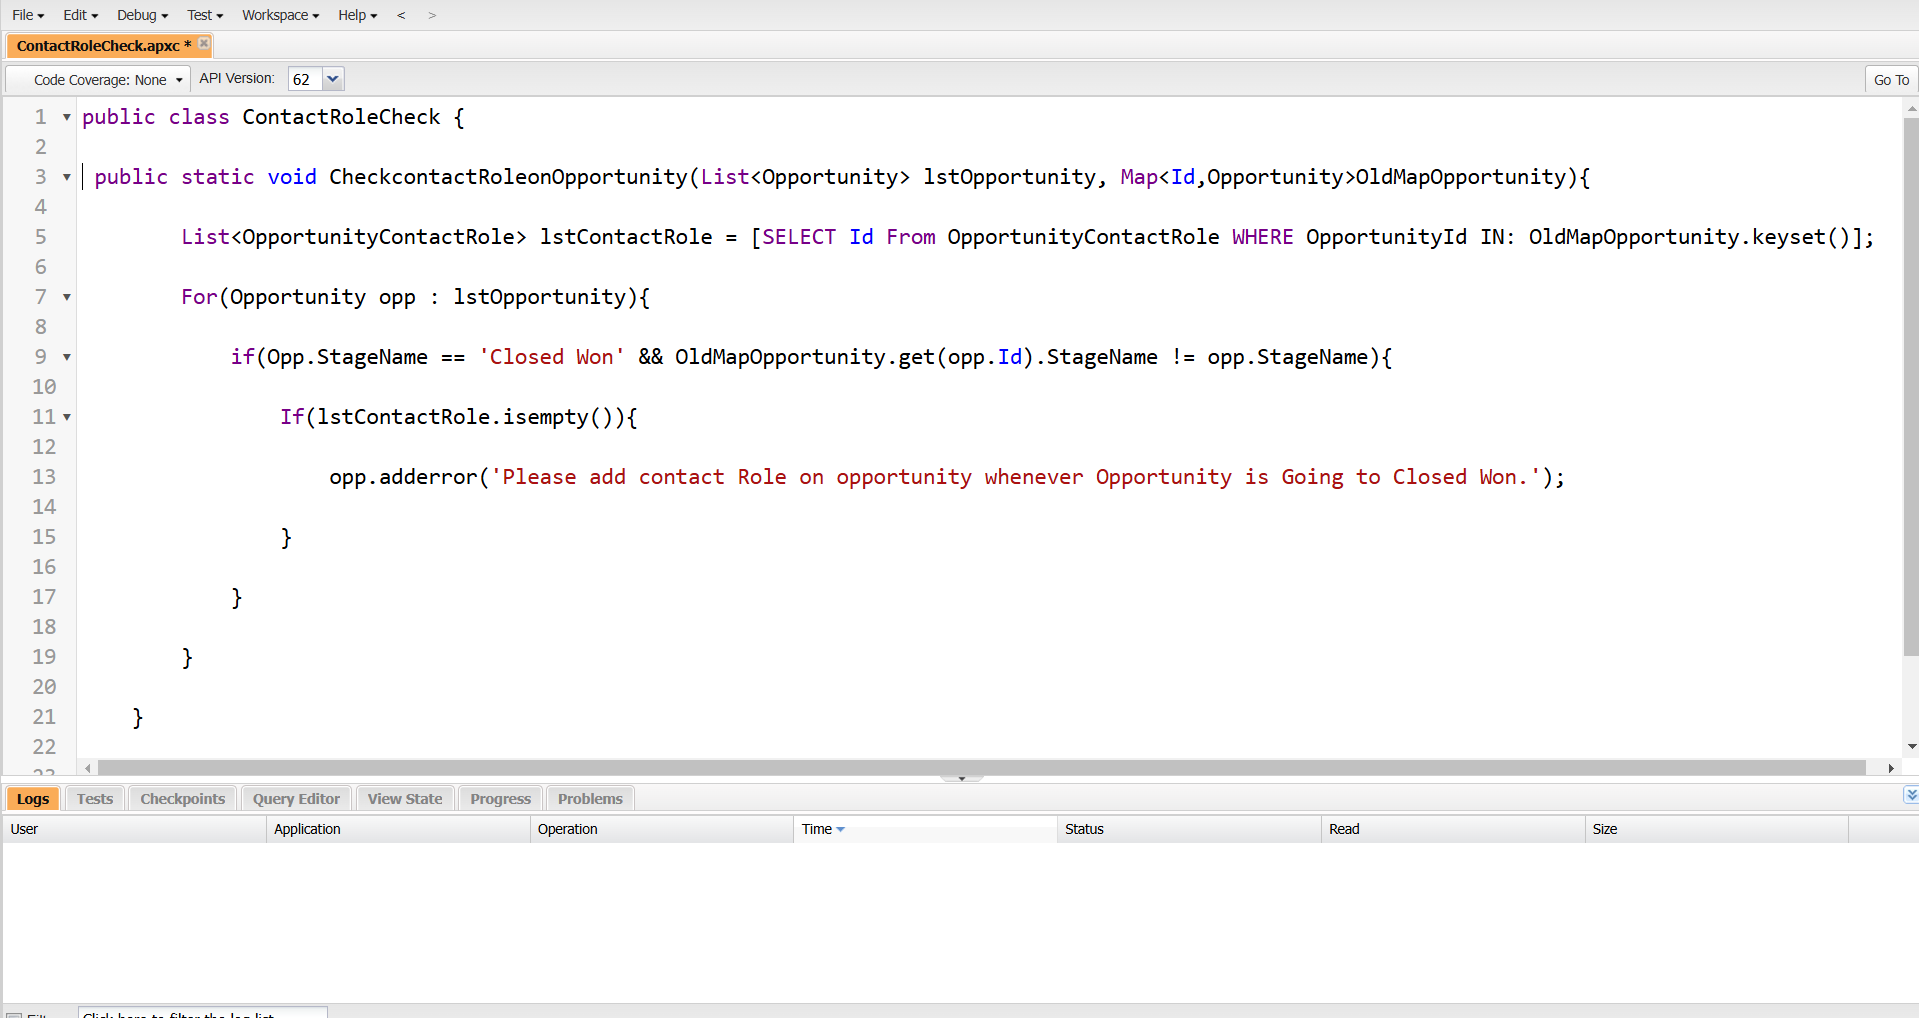 File Edit Debug Test Workspace Help < >
ContactRoleCheck.apxc *
Code Coverage: None API Version: 62 Go To
1 public class ContactRoleCheck {
2
3 public static void CheckcontactRoleonOpportunity(List<Opportunity> lstOpportunity, Map<Id,Opportunity>OldMapOpportunity){
4
5 List<OpportunityContactRole> lstContactRole = [SELECT Id From OpportunityContactRole WHERE OpportunityId IN: OldMapOpportunity.keyset()];
6
7 For(Opportunity opp : lstOpportunity){
8
9 if(Opp.StageName == 'Closed Won' && OldMapOpportunity.get(opp.Id).StageName != opp.StageName){
10
11 If(lstContactRole.isempty()){
12
13 opp.adderror('Please add contact Role on opportunity whenever Opportunity is Going to Closed Won.');
14
15 }
16
17 }
18
19 }
20
21 }
22
23
Logs Tests Checkpoints Query Editor View State Progress Problems
User Application Operation Time Status Read Size
Click here to filter the log list